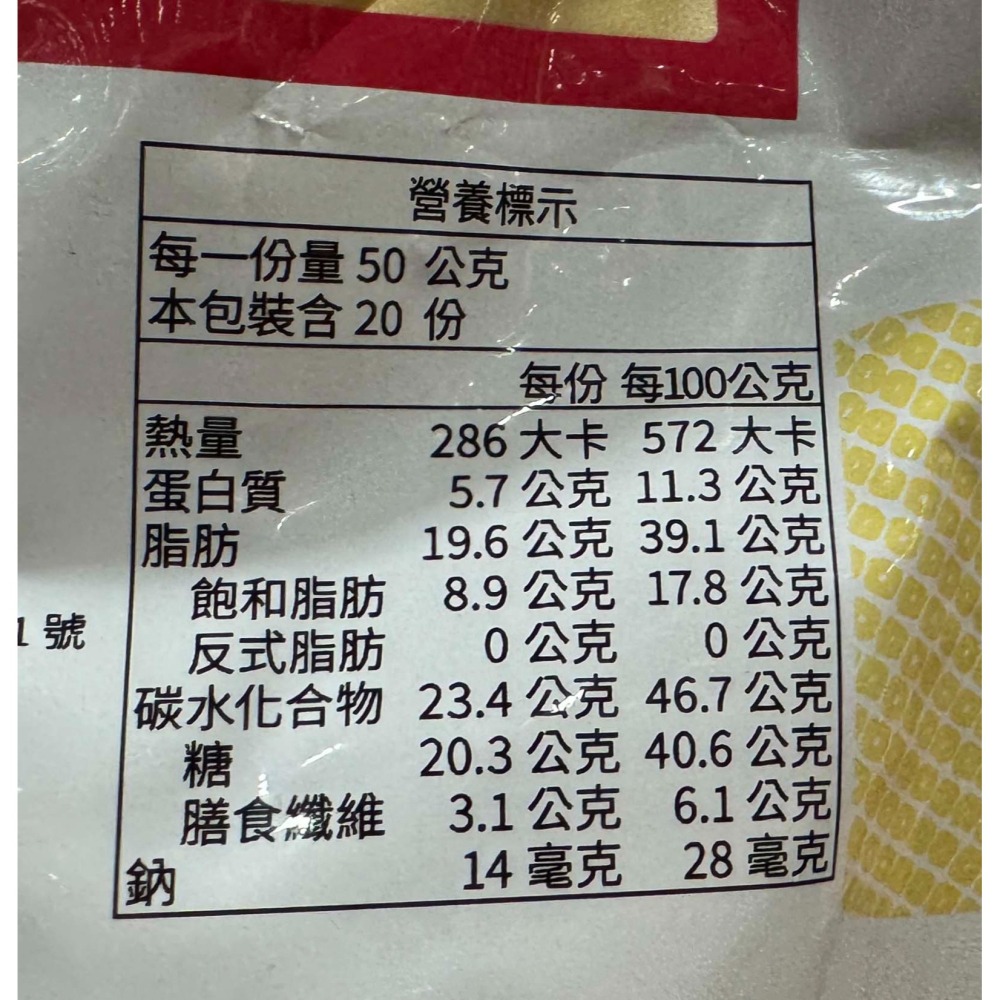 營養標示
每一份量 50 公克
本包裝含 20 份
每份 每100公克
熱量 286 大卡 572 大卡
蛋白質 5.7 公克 11.3 公克
脂肪 19.6 公克 39.1 公克
飽和脂肪 8.9 公克 17.8 公克
反式脂肪 0 公克 0 公克
1 號
碳水化合物 23.4 公克 46.7 公克
糖 20.3 公克 40.6 公克
膳食纖維 3.1 公克 6.1 公克
鈉 14 毫克 28 毫克